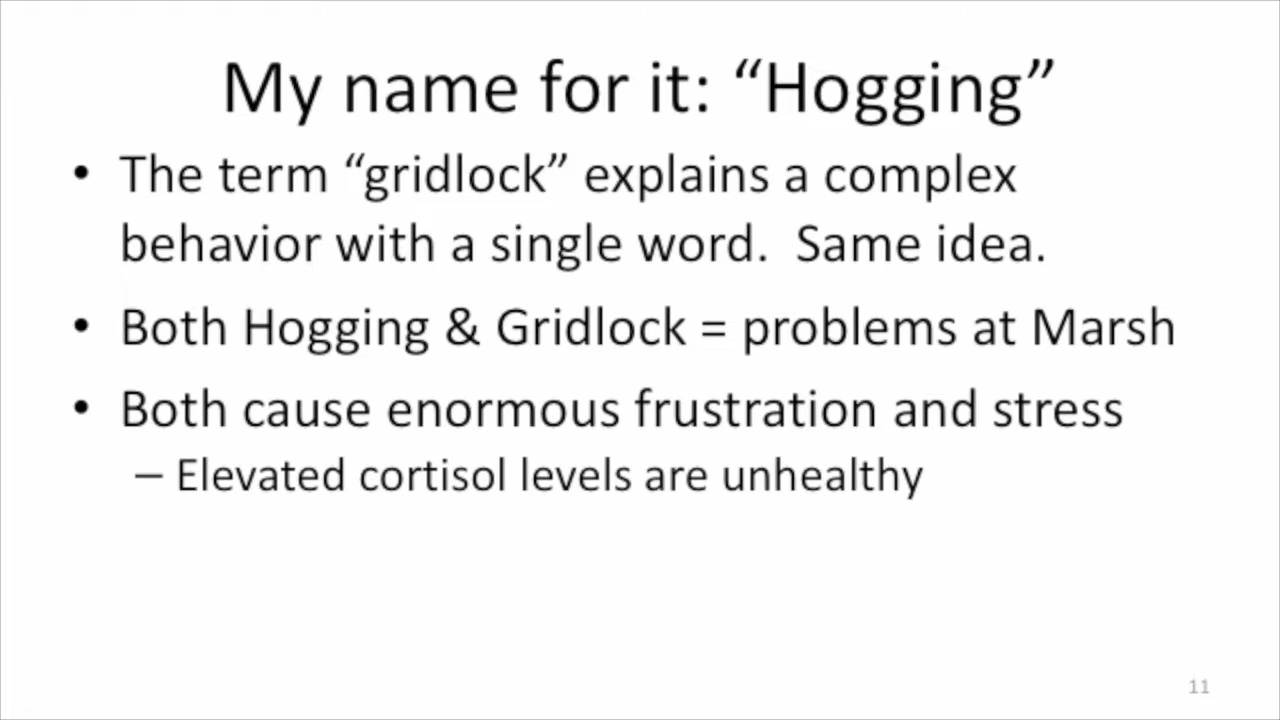 My name for it: “Hogging”
• The term “gridlock” explains a complex
behavior with a single word.  Same idea.
• Both Hogging & Gridlock = problems at Marsh
• Both cause enormous frustration and stress
– Elevated cortisol levels are unhealthy
11